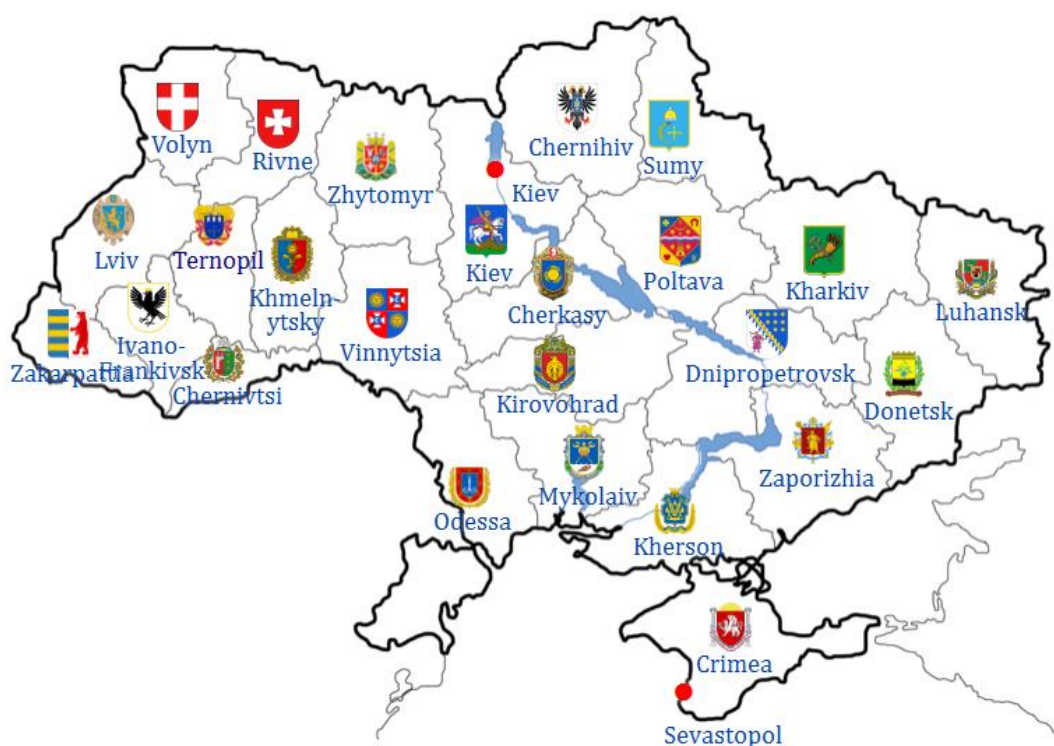 Volyn
Rivne
Zhytomyr
Chernihiv
Sumy
Kiev
Lviv
Ternopil
Khmeln
ytsky
Kiev
Cherkasy
Poltava
Kharkiv
Luhansk
Zakarpattia
Ivano-
Frankivsk
Chernivtsi
Vinnytsia
Kirovohrad
Dnipropetrovsk
Donetsk
Zaporizhia
Odessa
Mykolaiv
Kherson
Crimea
Sevastopol